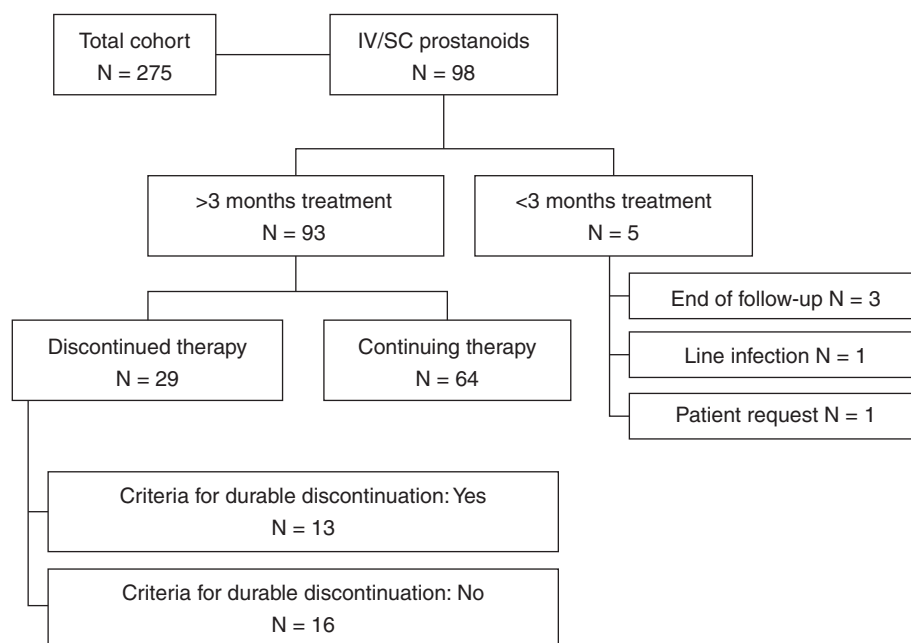 Total cohort
N = 275
IV/SC prostanoids
N = 98
>3 months treatment
N = 93
<3 months treatment
N = 5
End of follow-up N = 3
Line infection N = 1
Patient request N = 1
Discontinued therapy
N = 29
Continuing therapy
N = 64
Criteria for durable discontinuation: Yes
N = 13
Criteria for durable discontinuation: No
N = 16